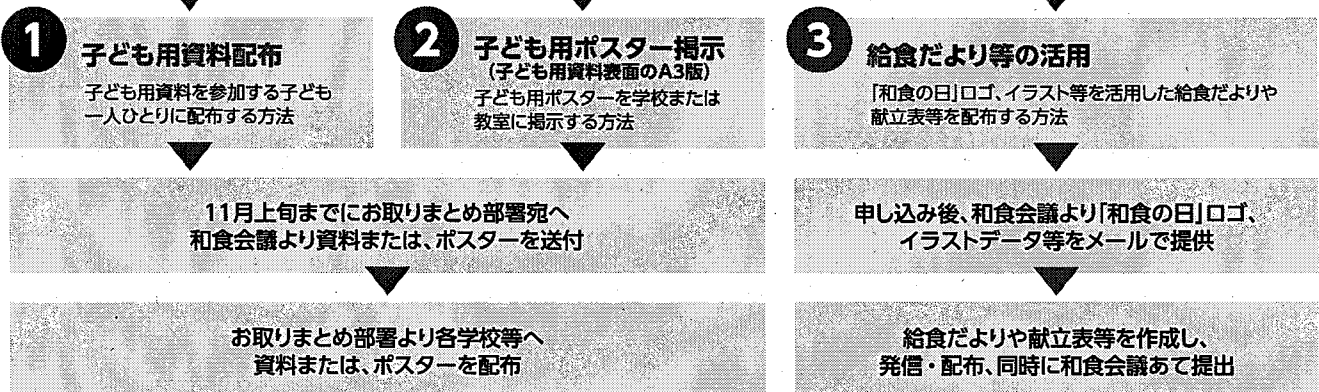 1 子ども用資料配布
子ども用資料を参加する子ども
一人ひとりに配布する方法
2 子ども用ポスター掲示
(子ども用資料表面のA3版)
子ども用ポスターを学校または
教室に掲示する方法
3 給食だより等の活用
「和食の日」ロゴ、イラスト等を活用した給食だよりや
献立表等を配布する方法
11月上旬までにお取りまとめ部署宛へ
和食会議より資料または、ポスターを送付
申し込み後、和食会議より「和食の日」ロゴ、
イラストデータ等をメールで提供
お取りまとめ部署より各学校等へ
資料または、ポスターを配布
給食だよりや献立表等を作成し、
発信・配布、同時に和食会議あて提出